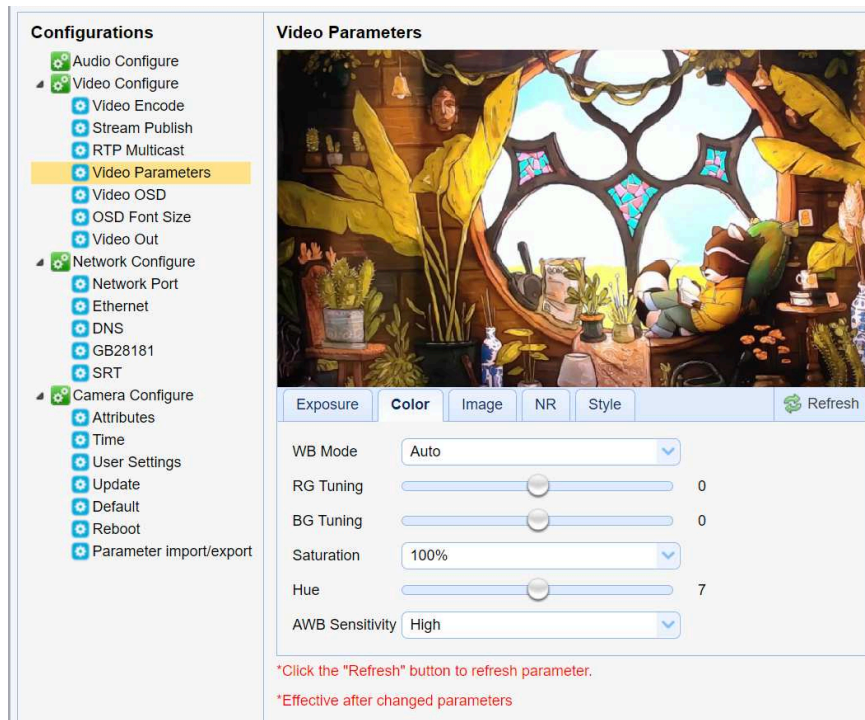 Configurations
Audio Configure
Video Configure
Video Encode
Stream Publish
RTP Multicast
Video Parameters
Video OSD
OSD Font Size
Video Out
Network Configure
Network Port
Ethernet
DNS
GB28181
SRT
Camera Configure
Attributes
Time
User Settings
Update
Default
Reboot
Parameter import/export
Video Parameters
Exposure Color Image NR Style Refresh
WB Mode Auto
RG Tuning 0
BG Tuning 0
Saturation 100%
Hue 7
AWB Sensitivity High
*Click the "Refresh" button to refresh parameter.
*Effective after changed parameters